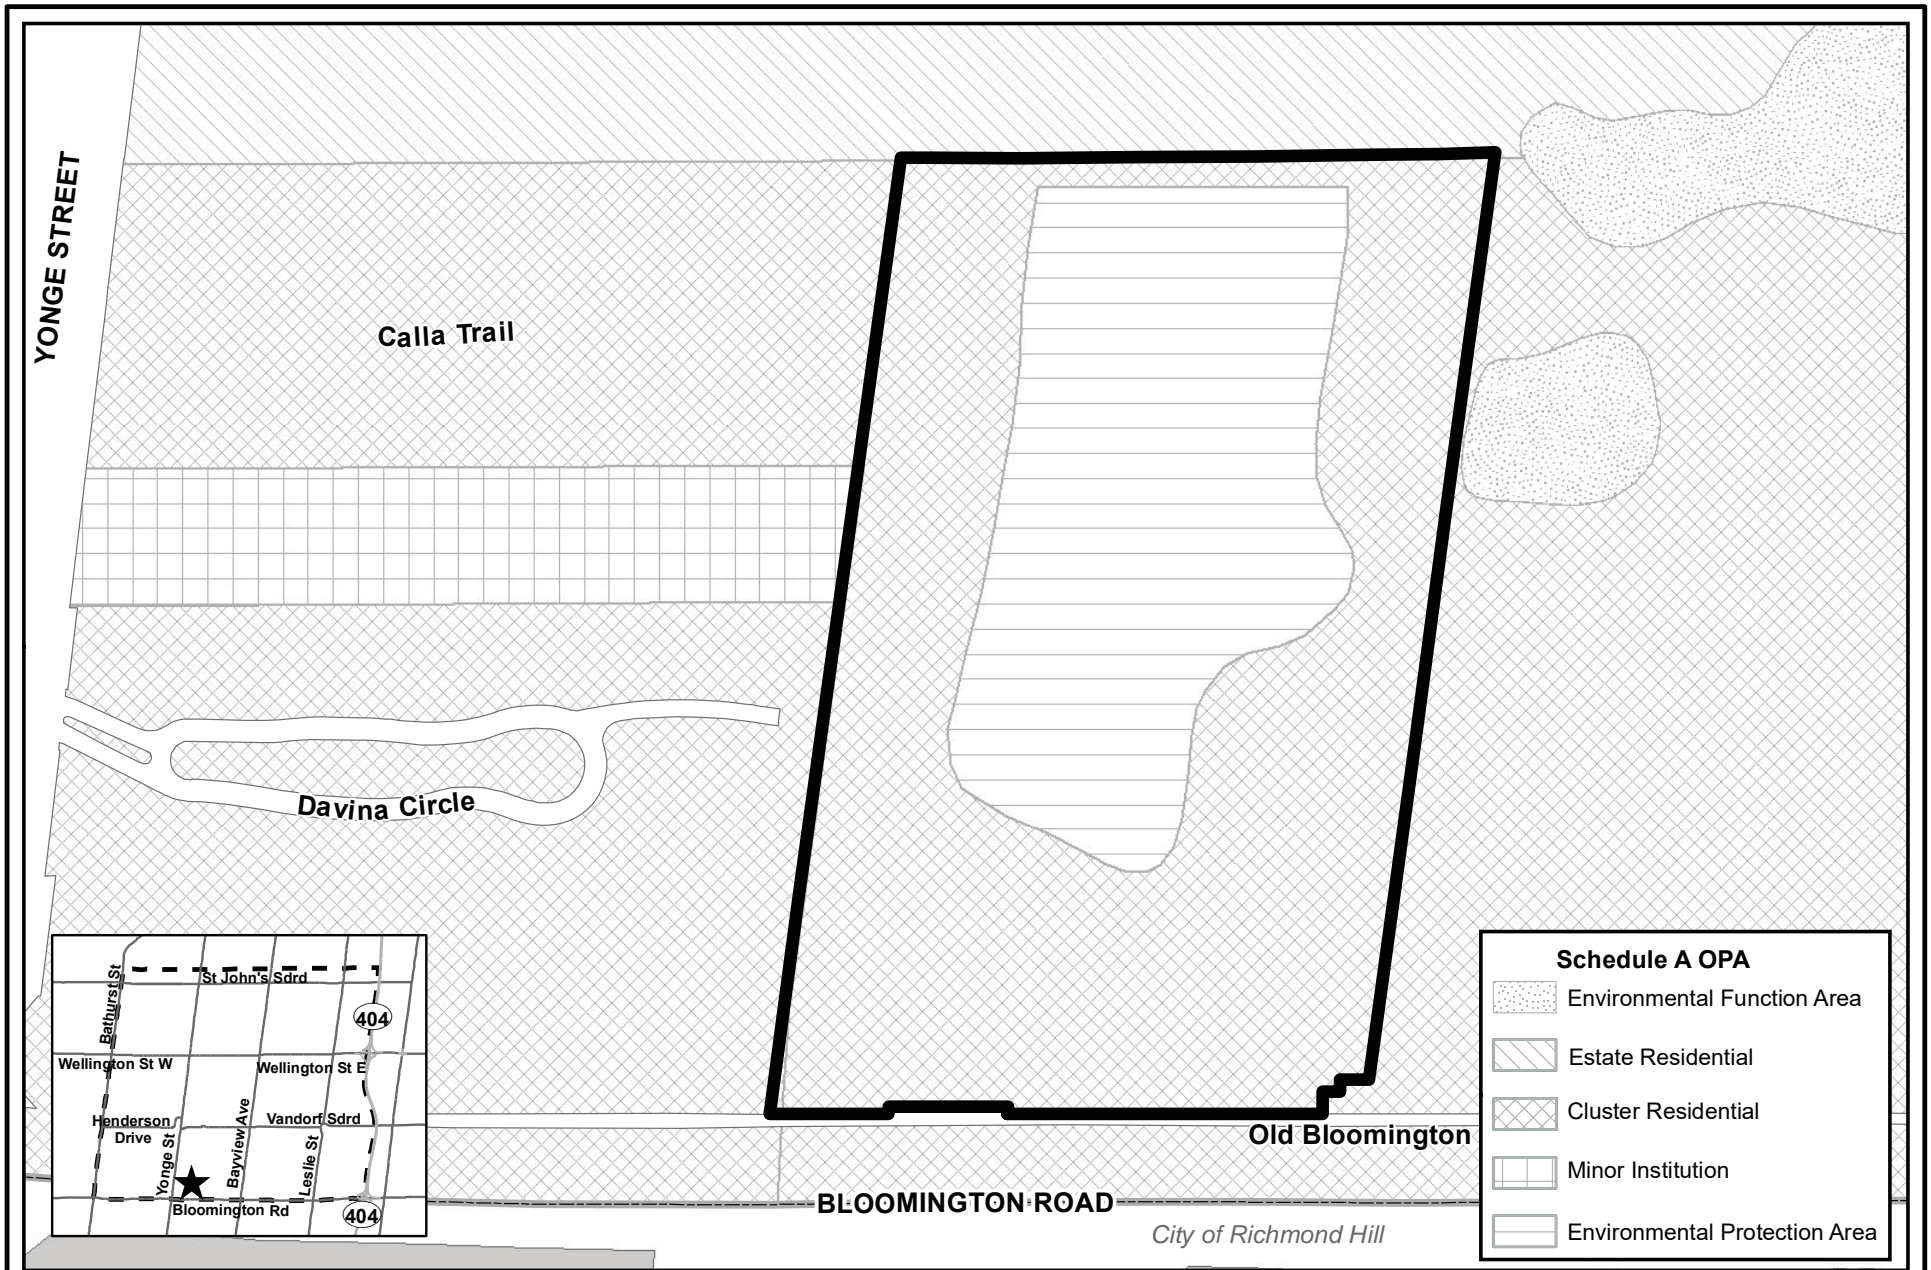 YONGE STREET
Calla Trail
Davina Circle
Old Bloomington
BLOOMINGTON ROAD
City of Richmond Hill
Bathurst St
St John's Sdrd
404
Wellington St W
Wellington St E
Henderson
Drive
Yonge St
Bayview Ave
Vandorf Sdrd
Leslie St
Bloomington Rd
404
Schedule A OPA
Environmental Function Area
Estate Residential
Cluster Residential
Minor Institution
Environmental Protection Area